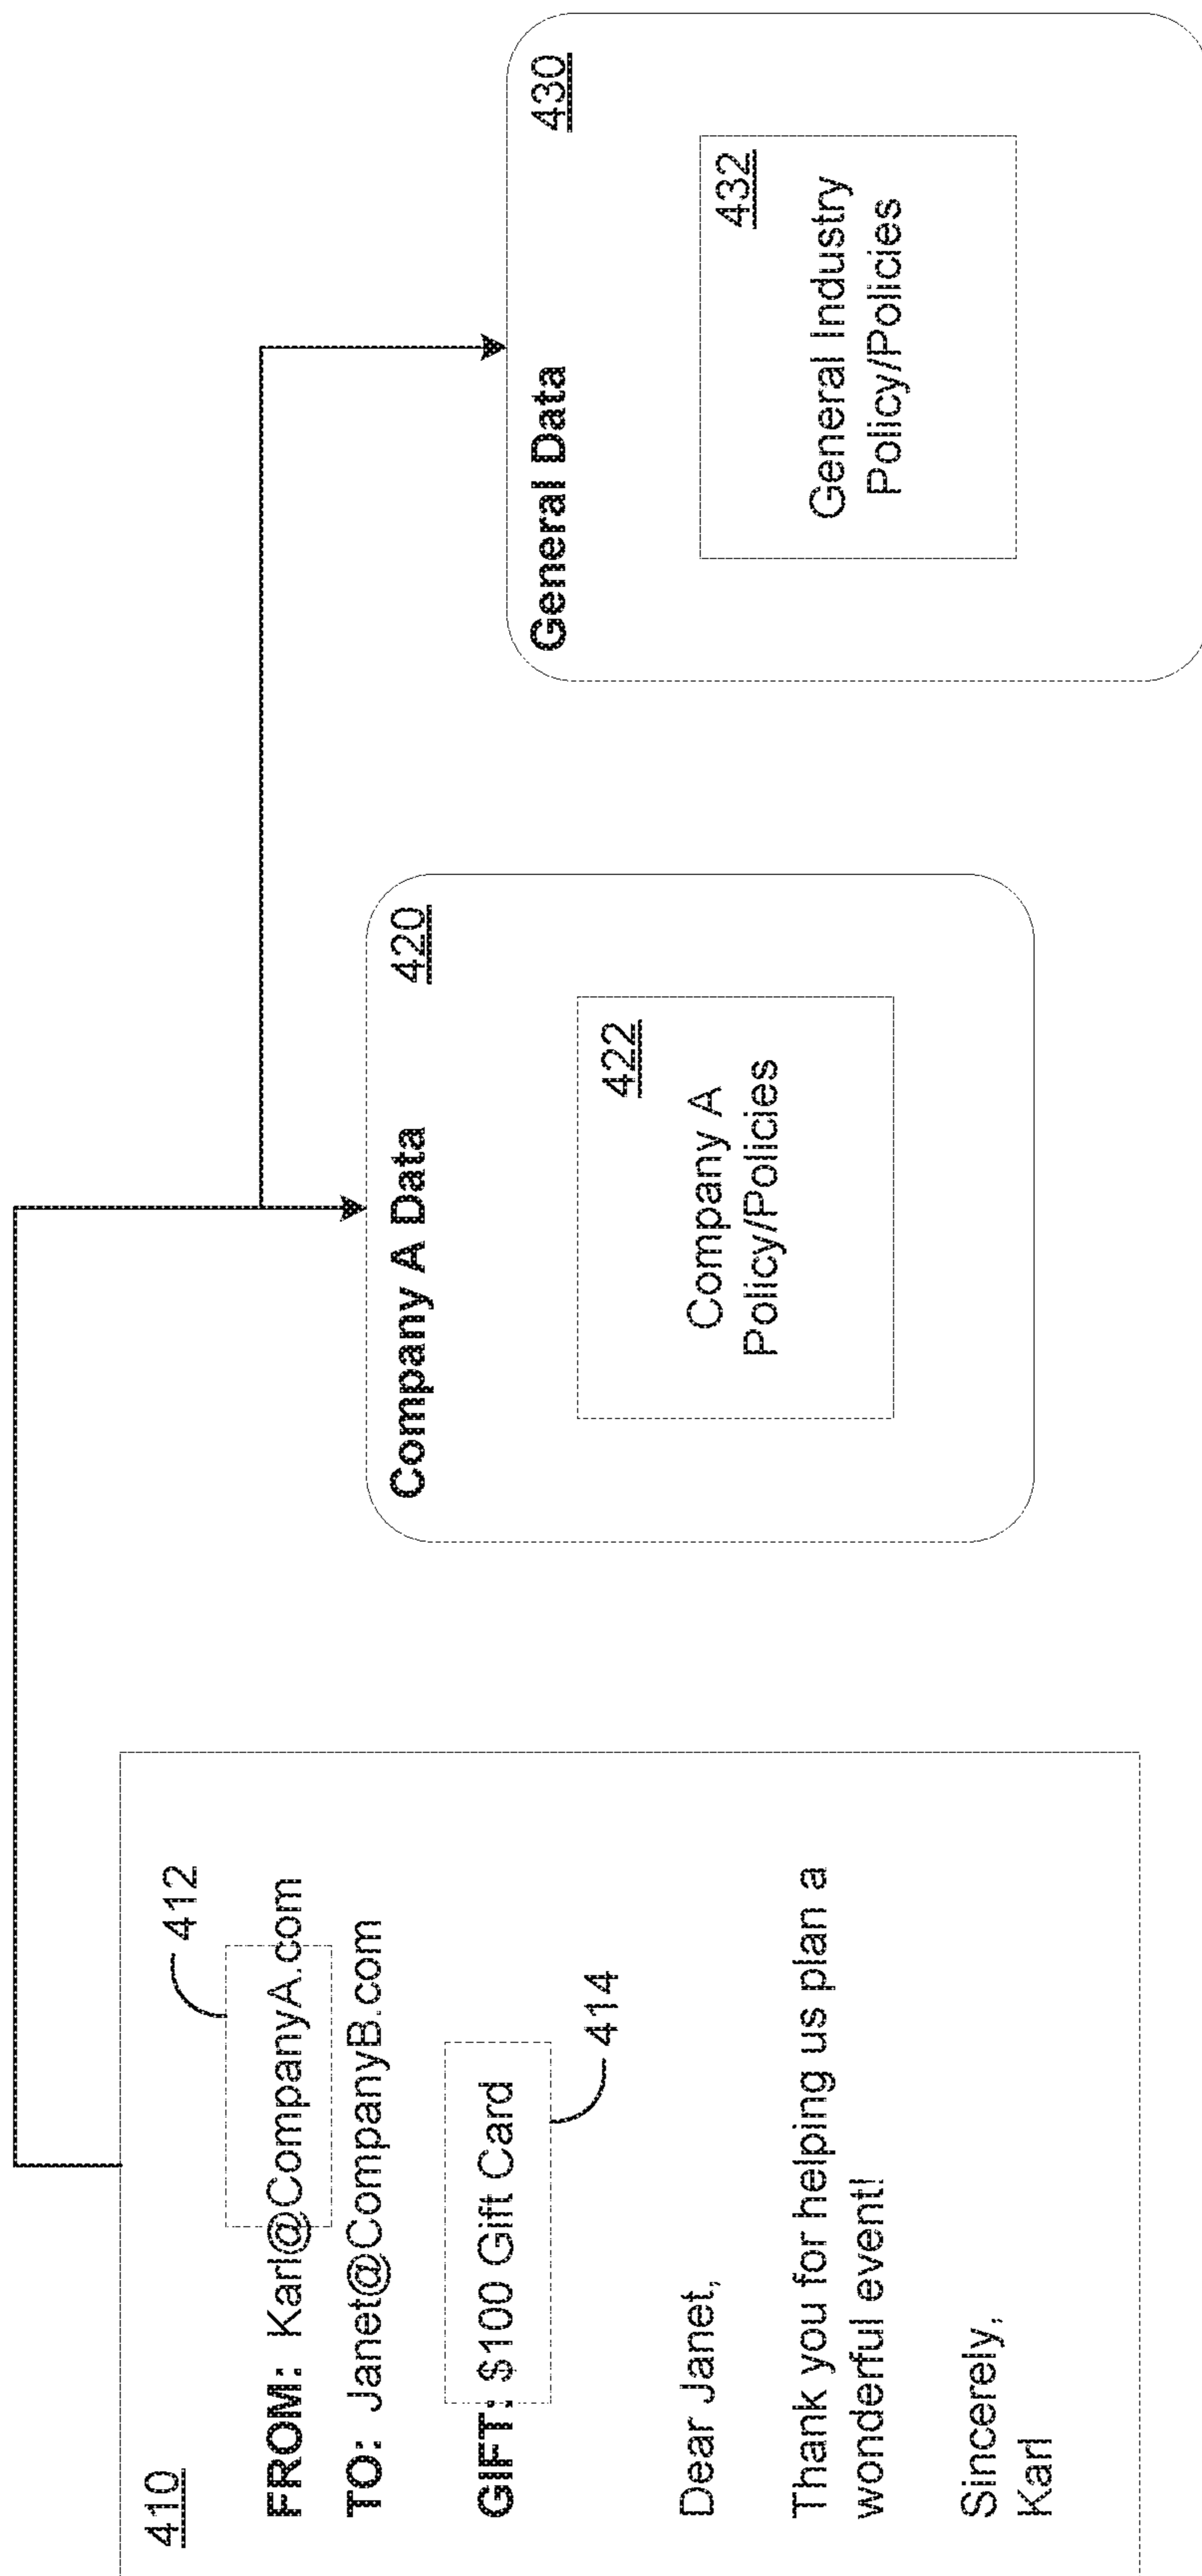 410
412
FROM: Karl@CompanyA.com
TO: Janet@CompanyB.com
GIFT: $100 Gift Card
414
Dear Janet,
Thank you for helping us plan a
wonderful event!
Sincerely,
Karl
Company A Data
420
422
Company A
Policy/Policies
General Data
430
432
General Industry
Policy/Policies